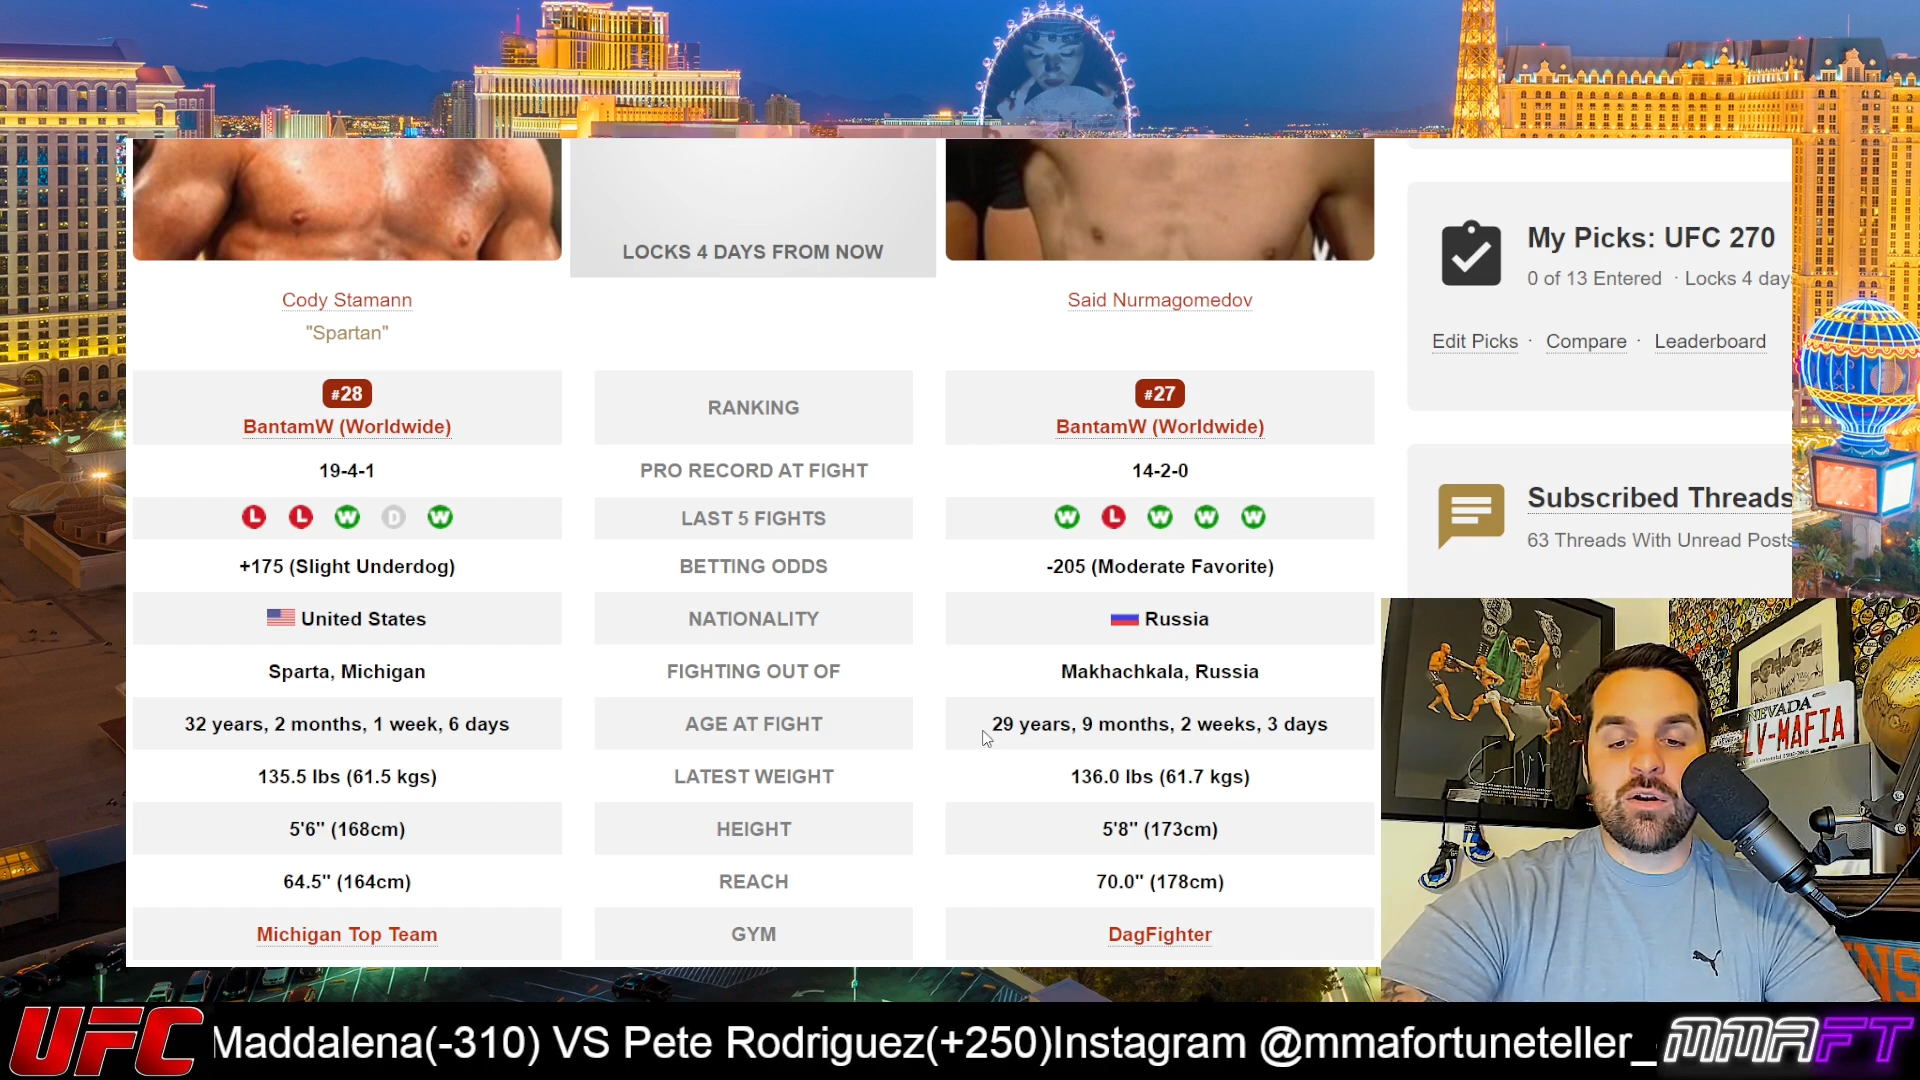 LOCKS 4 DAYS FROM NOW
Cody Stamann
"Spartan"
Said Nurmagomedov
#28
BantamW (Worldwide)
RANKING
#27
BantamW (Worldwide)
19-4-1
PRO RECORD AT FIGHT
14-2-0
L L W D W
LAST 5 FIGHTS
W L W W W
+175 (Slight Underdog)
BETTING ODDS
-205 (Moderate Favorite)
United States
NATIONALITY
Russia
Sparta, Michigan
FIGHTING OUT OF
Makhachkala, Russia
32 years, 2 months, 1 week, 6 days
AGE AT FIGHT
29 years, 9 months, 2 weeks, 3 days
135.5 lbs (61.5 kgs)
LATEST WEIGHT
136.0 lbs (61.7 kgs)
5'6" (168cm)
HEIGHT
5'8" (173cm)
64.5" (164cm)
REACH
70.0" (178cm)
Michigan Top Team
GYM
DagFighter
My Picks: UFC 270
0 of 13 Entered · Locks 4 day
Edit Picks · Compare · Leaderboard
Subscribed Threads
63 Threads With Unread Posts
NEVADA
LV-MAFIA
NS
UFC
Maddalena(-310) VS Pete Rodriguez(+250)Instagram @mmafortuneteller_
MMAFT